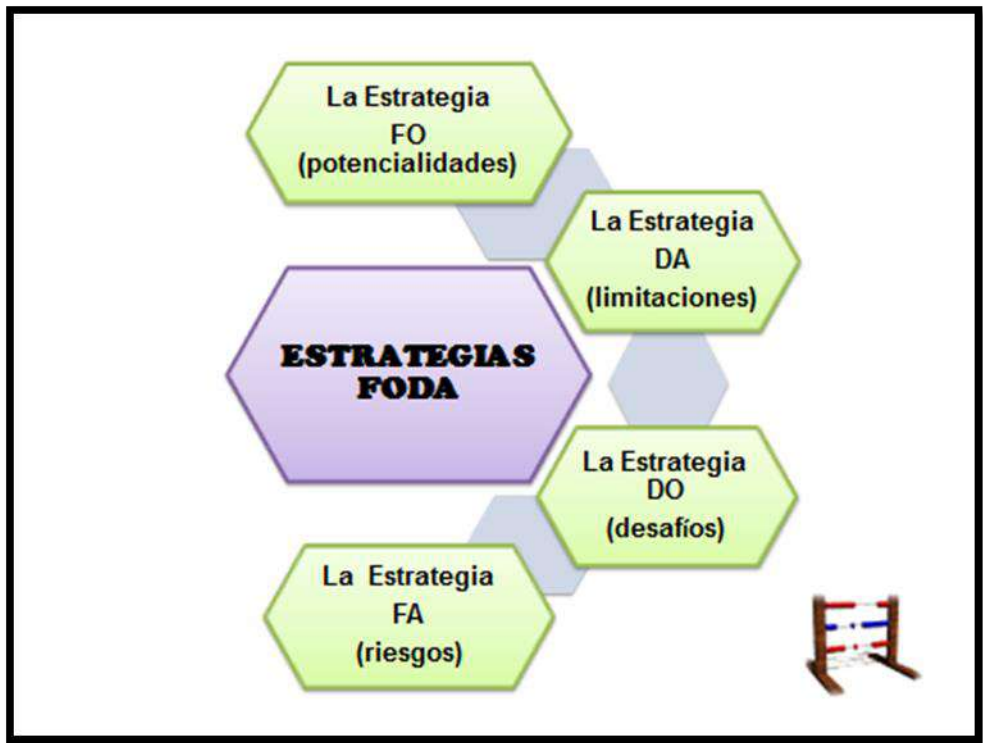 La Estrategia
FO
(potencialidades)
La Estrategia
DA
(limitaciones)
ESTRATEGIAS
FODA
La Estrategia
DO
(desafíos)
La Estrategia
FA
(riesgos)